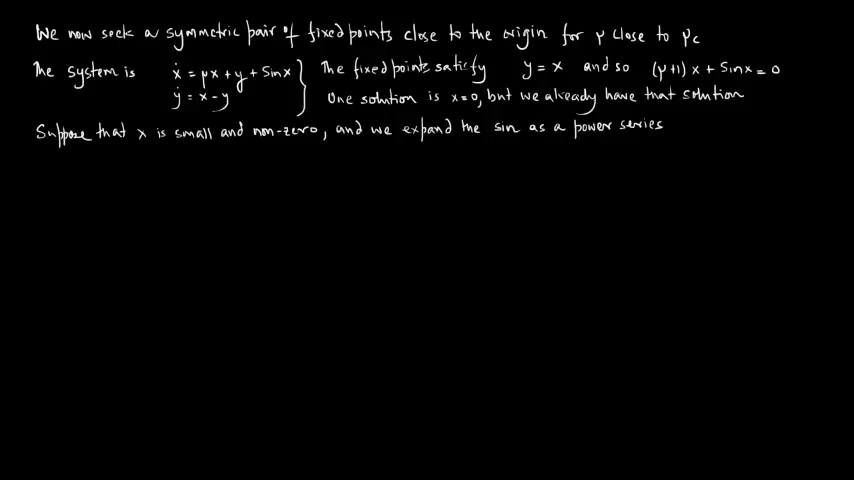 We now seek a symmetric pair of fixed points close to the origin for μ close to μc
The system is ẋ = μx + y + Sinx } The fixed points satisfy y = x and so (μ+1)x + Sinx = 0
ẏ = x - y One solution is x=0, but we already have that solution
Suppose that x is small and non-zero, and we expand the sin as a power series